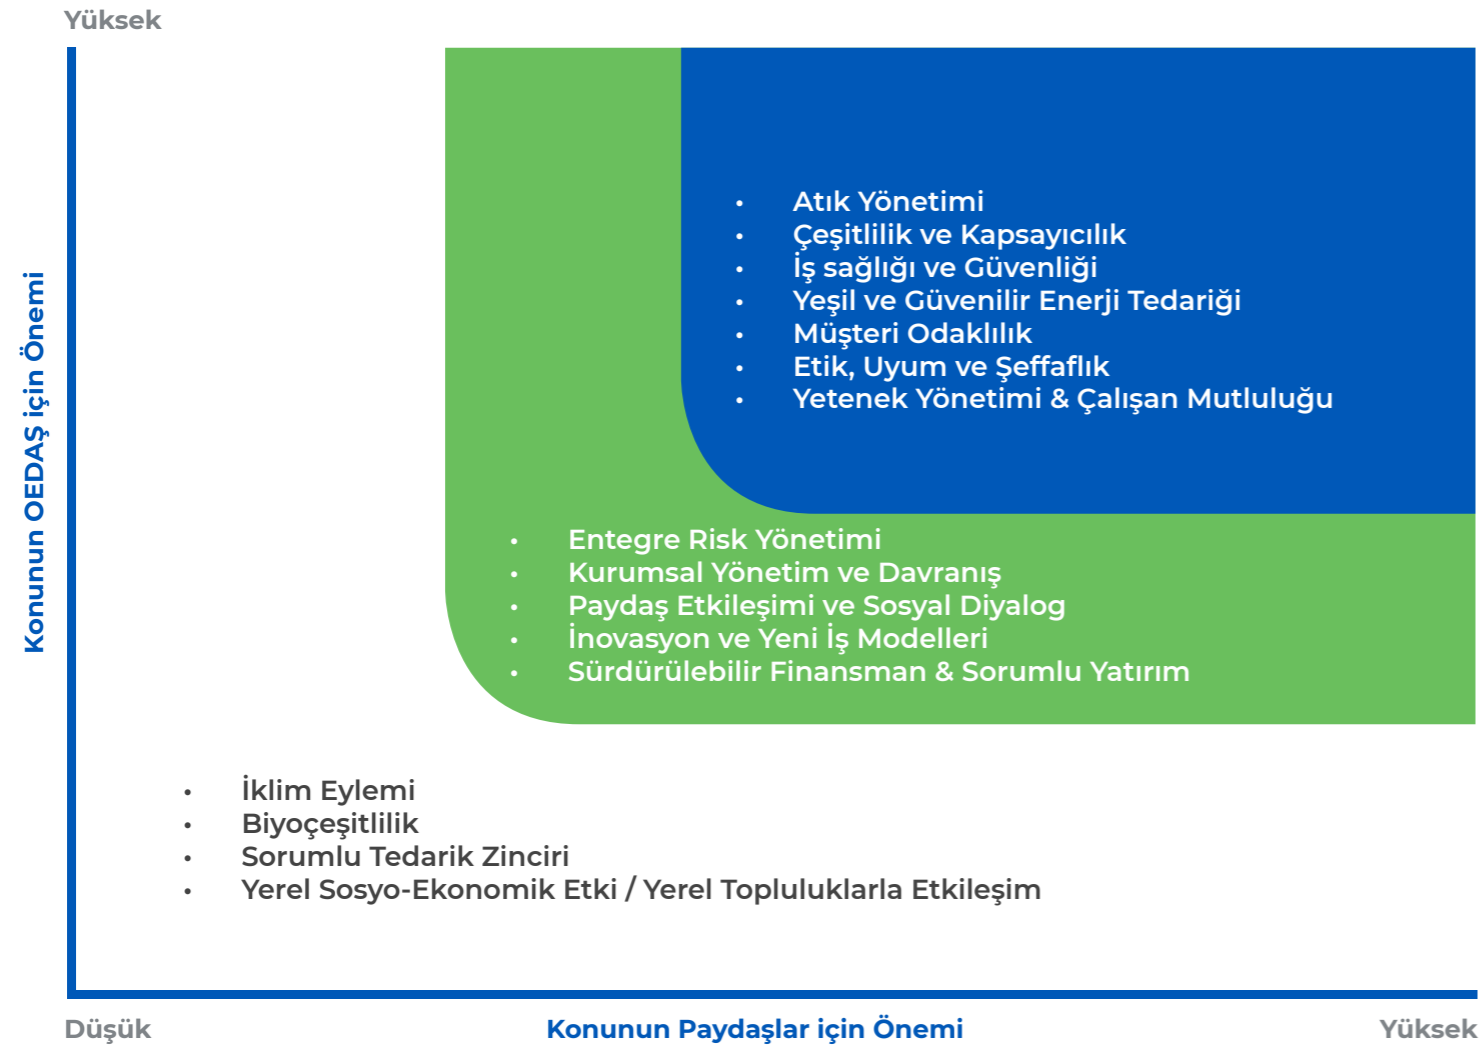 Yüksek
Konunun OEDAŞ için Önemi
• Atık Yönetimi
• Çeşitlilik ve Kapsayıcılık
• İş sağlığı ve Güvenliği
• Yeşil ve Güvenilir Enerji Tedariği
• Müşteri Odaklılık
• Etik, Uyum ve Şeffaflık
• Yetenek Yönetimi & Çalışan Mutluluğu
• Entegre Risk Yönetimi
• Kurumsal Yönetim ve Davranış
• Paydaş Etkileşimi ve Sosyal Diyalog
• İnovasyon ve Yeni İş Modelleri
• Sürdürülebilir Finansman & Sorumlu Yatırım
• İklim Eylemi
• Biyoçeşitlilik
• Sorumlu Tedarik Zinciri
• Yerel Sosyo-Ekonomik Etki / Yerel Topluluklarla Etkileşim
Düşük
Konunun Paydaşlar için Önemi
Yüksek